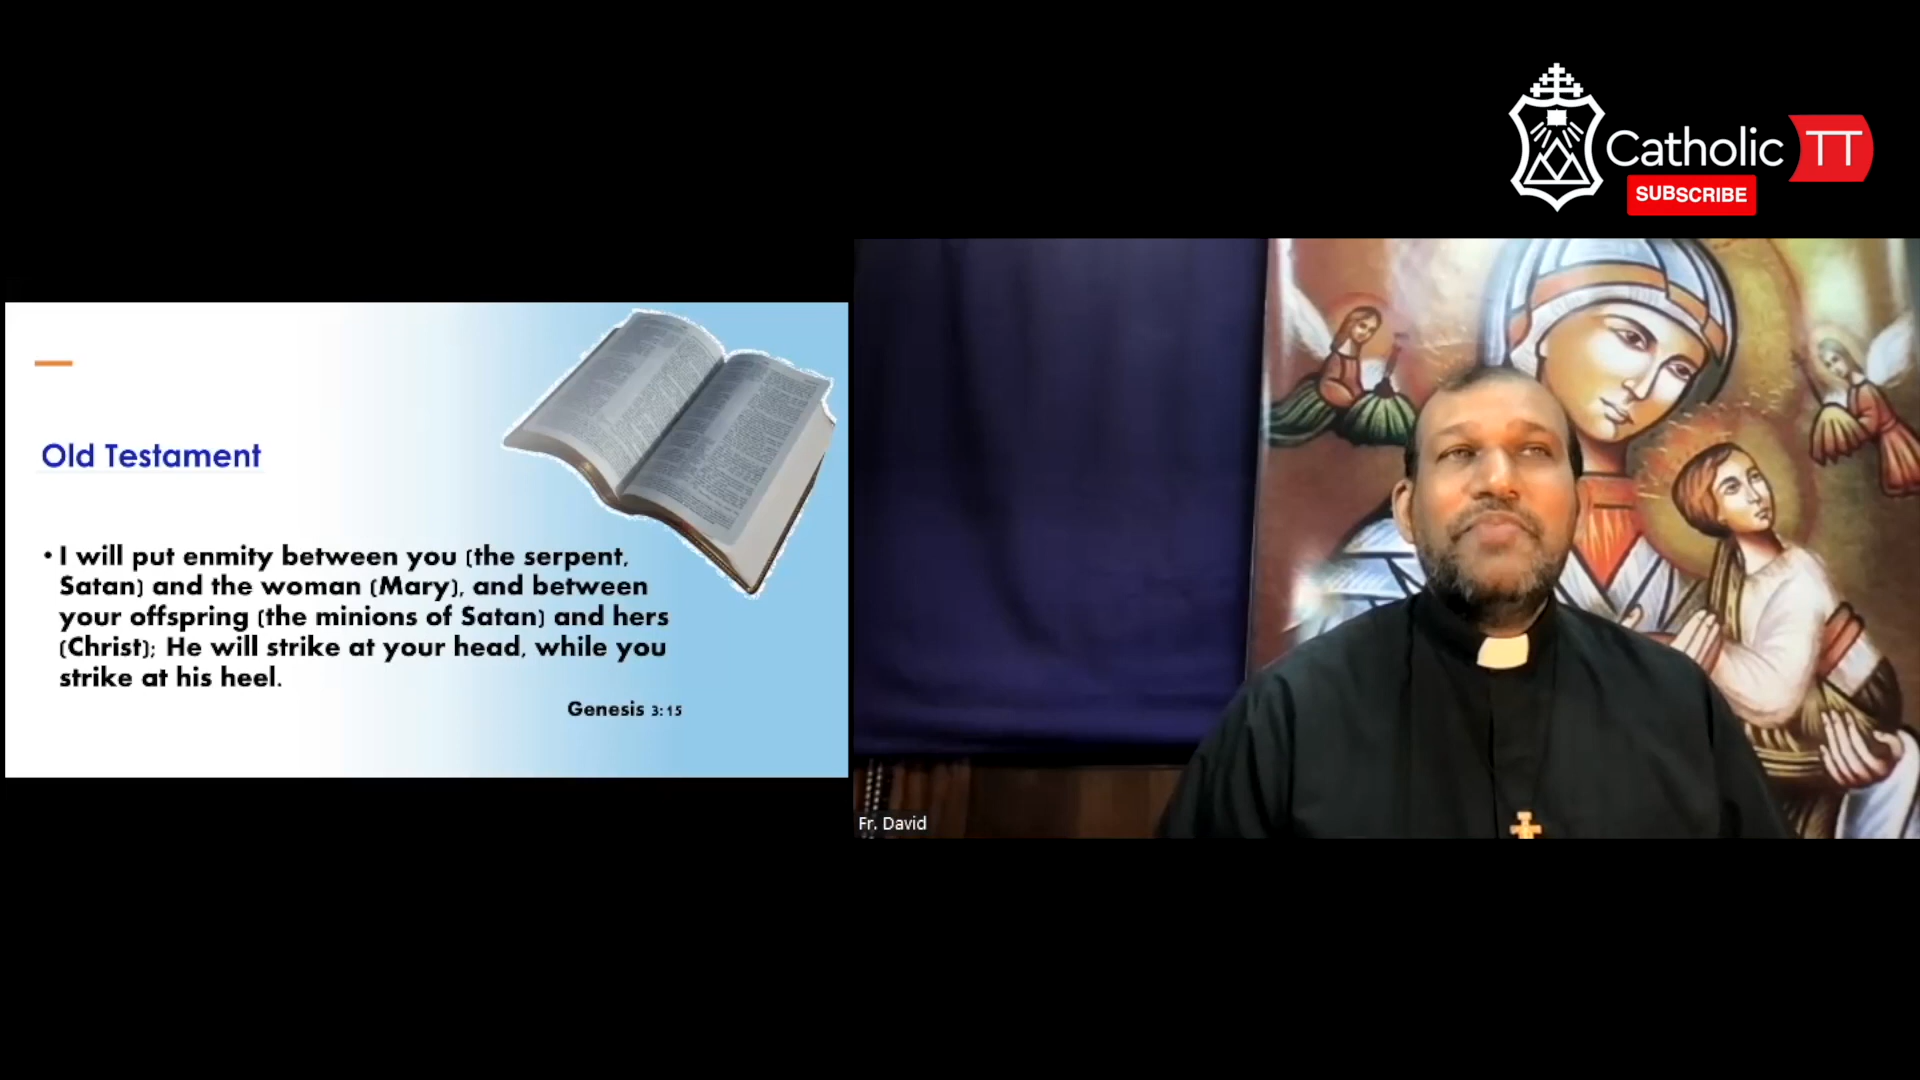 Catholic TT
SUBSCRIBE
Old Testament
• I will put enmity between you (the serpent,
Satan) and the woman (Mary), and between
your offspring (the minions of Satan) and hers
(Christ); He will strike at your head, while you
strike at his heel.
Genesis 3:15
Fr. David